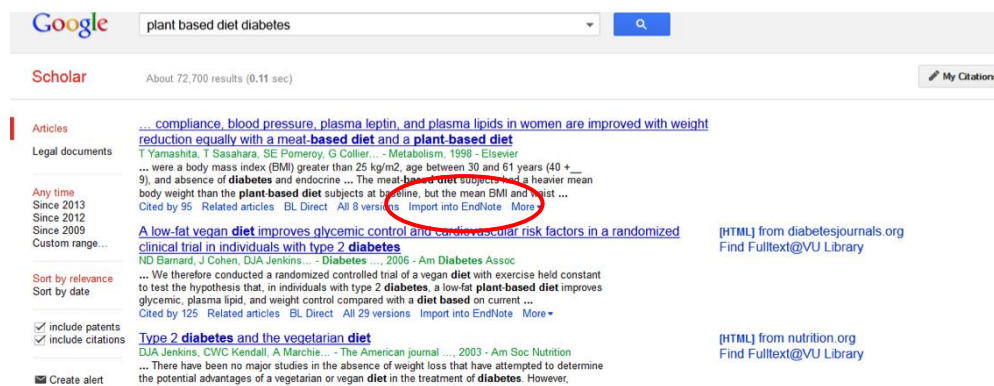 Google
plant based diet diabetes
Scholar
About 72,700 results (0.11 sec)
My Citation
Articles
Legal documents
Any time
Since 2013
Since 2012
Since 2009
Custom range...
Sort by relevance
Sort by date
include patents
include citations
Create alert
... compliance, blood pressure, plasma leptin, and plasma lipids in women are improved with weight
reduction equally with a meat-based diet and a plant-based diet
T Yamashita, T Sasahara, SE Pomeroy, G Collier... - Metabolism, 1998 - Elsevier
... were a body mass index (BMI) greater than 25 kg/m2, age between 30 and 61 years (40 +__
9), and absence of diabetes and endocrine ... The meat-based diet subjects had a heavier mean
body weight than the plant-based diet subjects at baseline, but the mean BMI and waist ...
Cited by 95 Related articles BL Direct All 8 versions Import into EndNote More
A low-fat vegan diet improves glycemic control and cardiovascular risk factors in a randomized
clinical trial in individuals with type 2 diabetes
ND Barnard, J Cohen, DJA Jenkins... - Diabetes ..., 2006 - Am Diabetes Assoc
... We therefore conducted a randomized controlled trial of a vegan diet with exercise held constant
to test the hypothesis that, in individuals with type 2 diabetes, a low-fat plant-based diet improves
glycemic, plasma lipid, and weight control compared with a diet based on current ...
Cited by 125 Related articles BL Direct All 29 versions Import into EndNote More
[HTML] from diabetesjournals.org
Find Fulltext@VU Library
Type 2 diabetes and the vegetarian diet
DJA Jenkins, CWC Kendall, A Marchie... - The American journal ..., 2003 - Am Soc Nutrition
... There have been no major studies in the absence of weight loss that have attempted to determine
the potential advantages of a vegetarian or vegan diet in the treatment of diabetes. However,
[HTML] from nutrition.org
Find Fulltext@VU Library